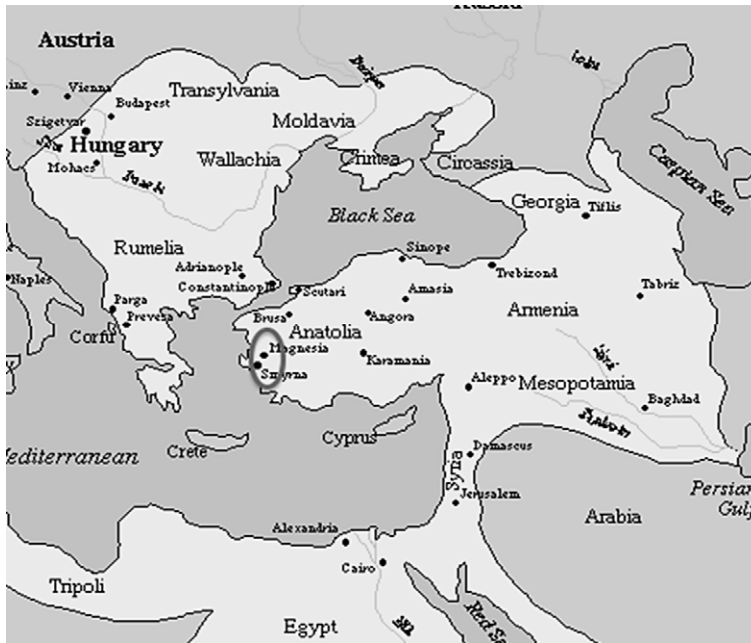 Austria
Vienna
Budapest
Szigetvar
Hungary
Mohacs
Transylvania
Moldavia
Wallachia
Crimea
Circassia
Caspian Sea
Black Sea
Georgia
Tiflis
Rumelia
Adrianople
Constantinople
Sinope
Trebizond
Naples
Scutari
Amasia
Tabriz
Parga
Preveza
Corfu
Brusa
Anatolia
Angora
Armenia
Magnesia
Smyrna
Karamania
Aleppo
Mesopotamia
Baghdad
Crete
Cyprus
Mediterranean
Damascus
Syria
Jerusalem
Persian
Gulf
Arabia
Alexandria
Cairo
Tripoli
Egypt
Red Se